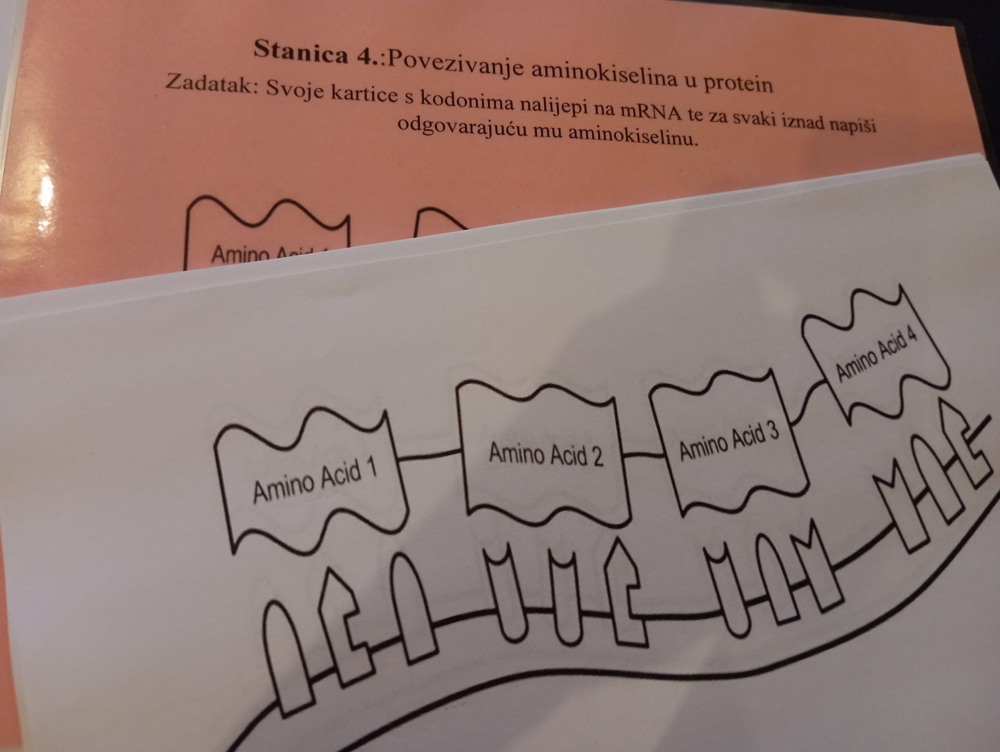 Stanica 4.:Povezivanje aminokiselina u protein
Zadatak: Svoje kartice s kodonima nalijepi na mRNA te za svaki iznad napiši
odgovarajuću mu aminokiselinu.
Amino Acid
Amino Acid 1
Amino Acid 2
Amino Acid 3
Amino Acid 4